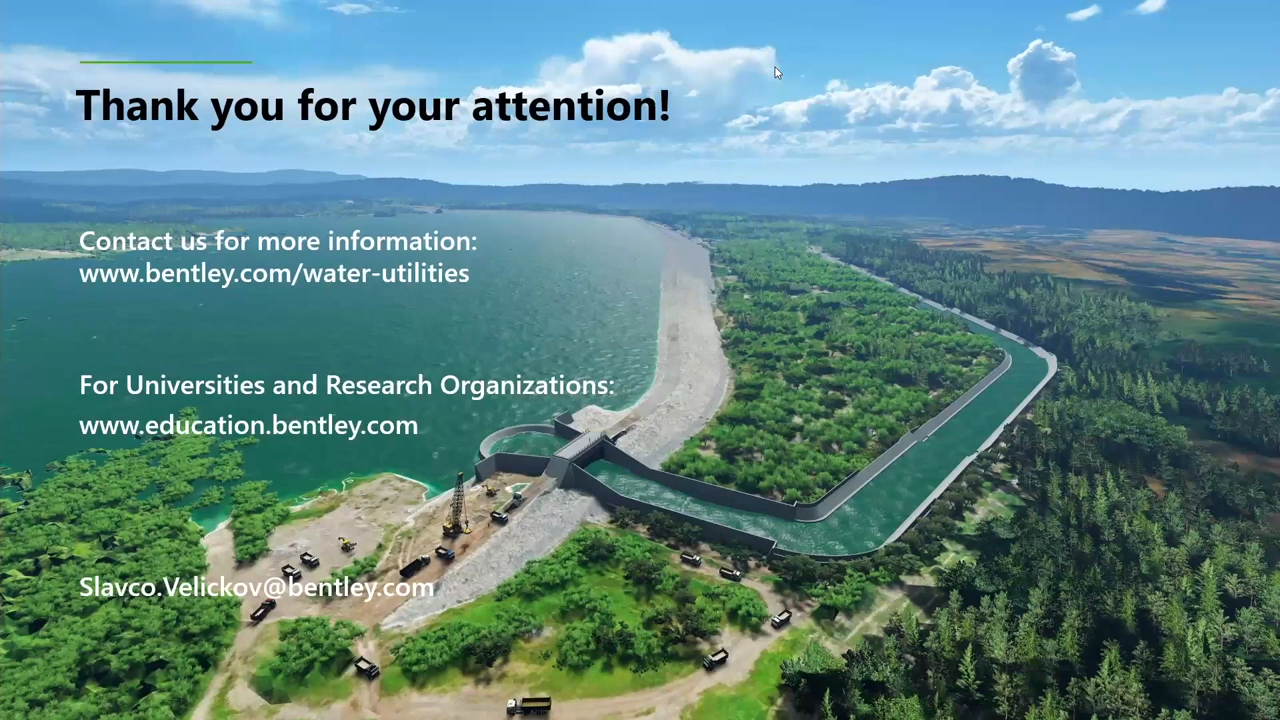 Thank you for your attention!
Contact us for more information:
www.bentley.com/water-utilities
For Universities and Research Organizations:
www.education.bentley.com
Slavco.Velickov@bentley.com